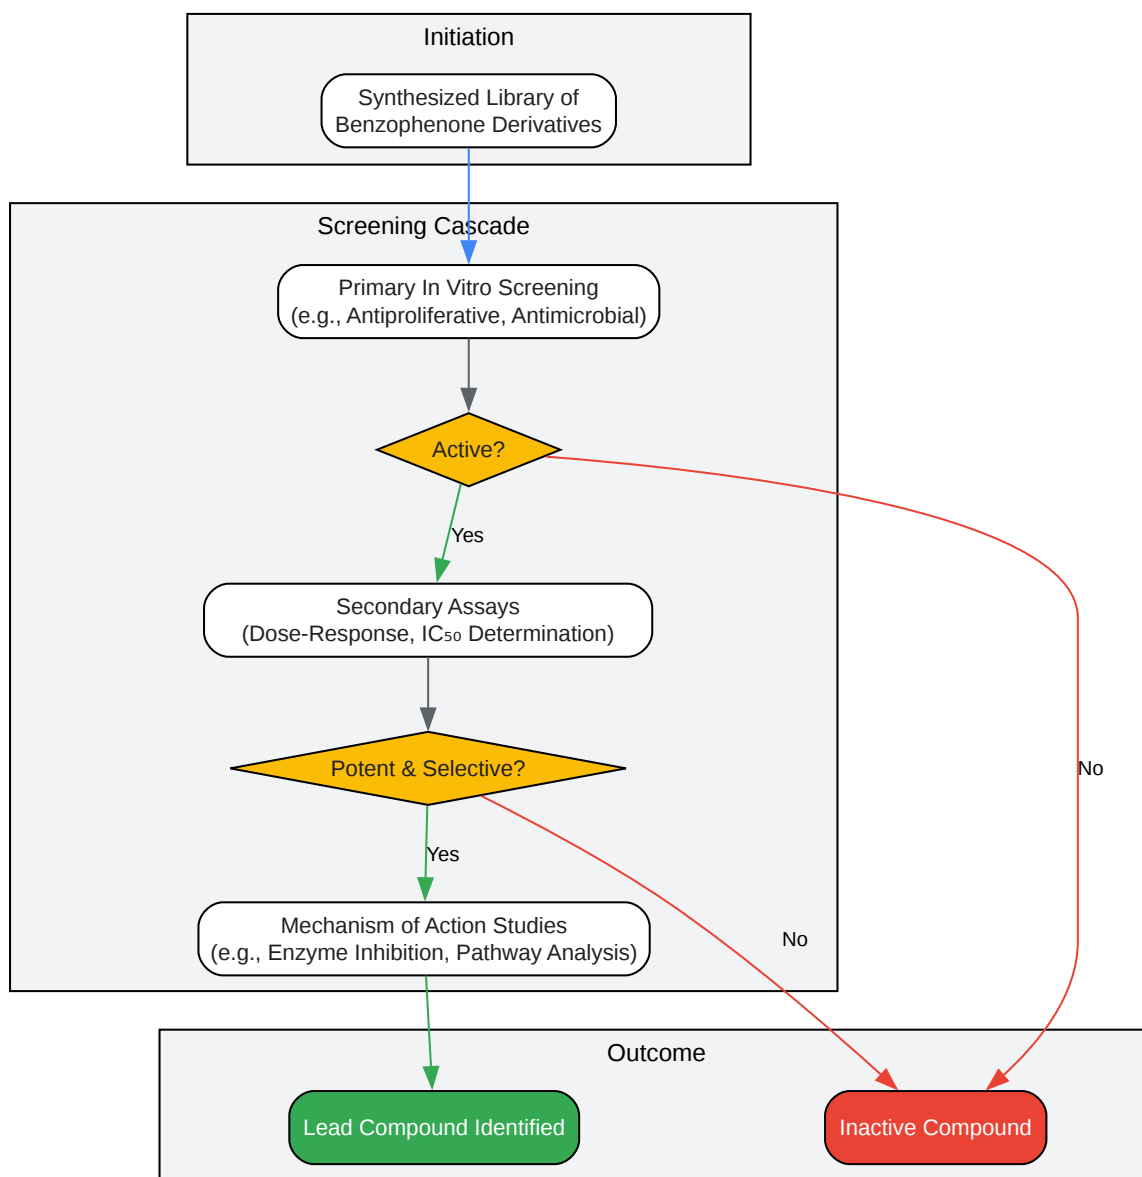 Initiation
Synthesized Library of
Benzophenone Derivatives
Screening Cascade
Primary In Vitro Screening
(e.g., Antiproliferative, Antimicrobial)
Active?
Yes
Secondary Assays
(Dose-Response, IC₅₀ Determination)
Potent & Selective?
No
Yes
Mechanism of Action Studies
(e.g., Enzyme Inhibition, Pathway Analysis)
No
Outcome
Lead Compound Identified
Inactive Compound